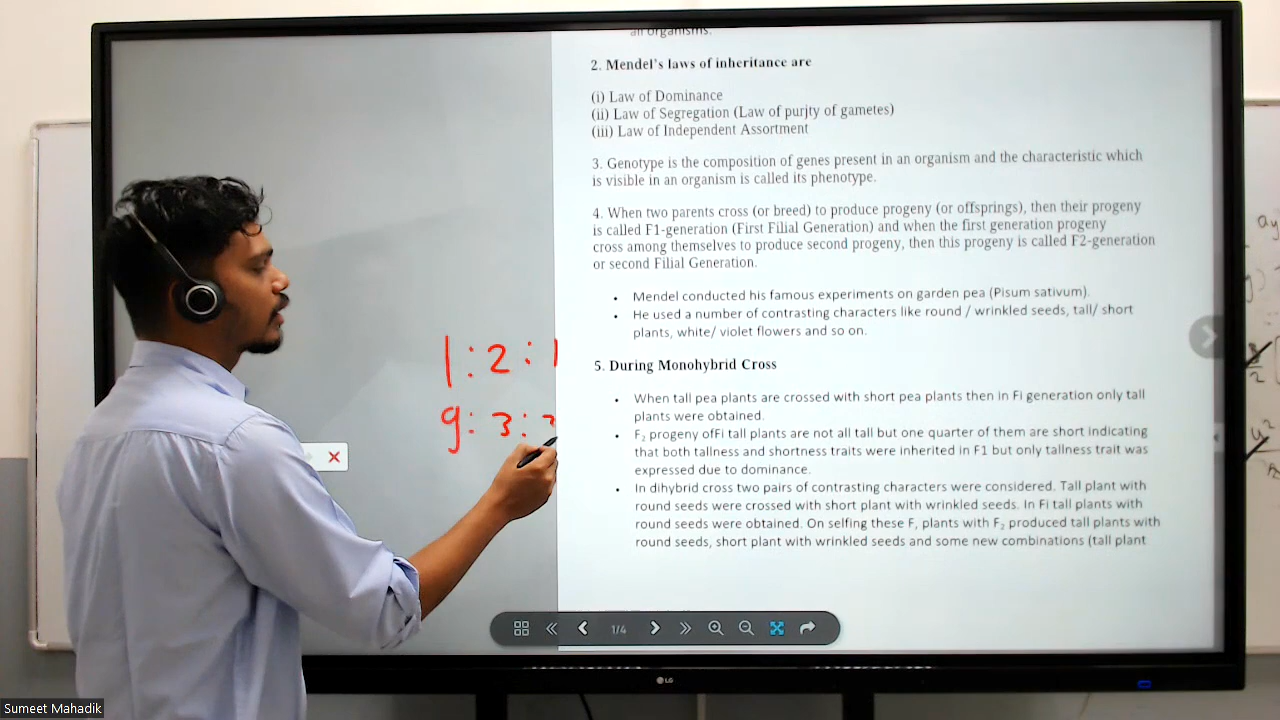 an organisms.
2. Mendel's laws of inheritance are
(i) Law of Dominance
(ii) Law of Segregation (Law of purjty of gametes)
(iii) Law of Independent Assortment
3. Genotype is the composition of genes present in an organism and the characteristic which
is visible in an organism is called its phenotype.
4. When two parents cross (or breed) to produce progeny (or offsprings), then their progeny
is called F1-generation (First Filial Generation) and when the first generation progeny
cross among themselves to produce second progeny, then this progeny is called F2-generation
or second Filial Generation.
• Mendel conducted his famous experiments on garden pea (Pisum sativum).
• He used a number of contrasting characters like round / wrinkled seeds, tall/ short
plants, white/ violet flowers and so on.
1:2:1
9:3:3
5. During Monohybrid Cross
• When tall pea plants are crossed with short pea plants then in Fi generation only tall
plants were obtained.
• F₂ progeny ofFi tall plants are not all tall but one quarter of them are short indicating
that both tallness and shortness traits were inherited in F1 but only tallness trait was
expressed due to dominance.
• In dihybrid cross two pairs of contrasting characters were considered. Tall plant with
round seeds were crossed with short plant with wrinkled seeds. In Fi tall plants with
round seeds were obtained. On selfing these F, plants with F₂ produced tall plants with
round seeds, short plant with wrinkled seeds and some new combinations (tall plant
1/4
LG
Sumeet Mahadik